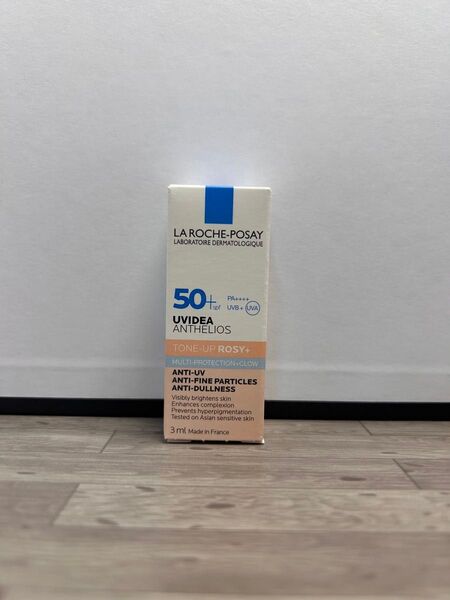 LA ROCHE-POSAY
LABORATOIRE DERMATOLOGIQUE
50+ SPF
PA++++
UVB + UVA
UVIDEA
ANTHELIOS
TONE-UP ROSY+
MULTI-PROTECTION+GLOW
ANTI-UV
ANTI-FINE PARTICLES
ANTI-DULLNESS
Visibly brightens skin
Enhances complexion
Prevents hyperpigmentation
Tested on Asian sensitive skin
3 ml Made in France